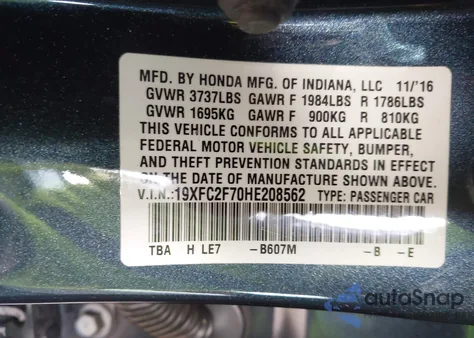 MFD. BY HONDA MFG. OF INDIANA, LLC 11/'16
GVWR 3737LBS GAWR F 1984LBS R 1786LBS
GVWR 1695KG GAWR F 900KG R 810KG
THIS VEHICLE CONFORMS TO ALL APPLICABLE
FEDERAL MOTOR VEHICLE SAFETY, BUMPER,
AND THEFT PREVENTION STANDARDS IN EFFECT
ON THE DATE OF MANUFACTURE SHOWN ABOVE.
V.I.N.:19XFC2F70HE208562 TYPE: PASSENGER CAR
TBA H LE7 -B607M -B -E
autoSnap